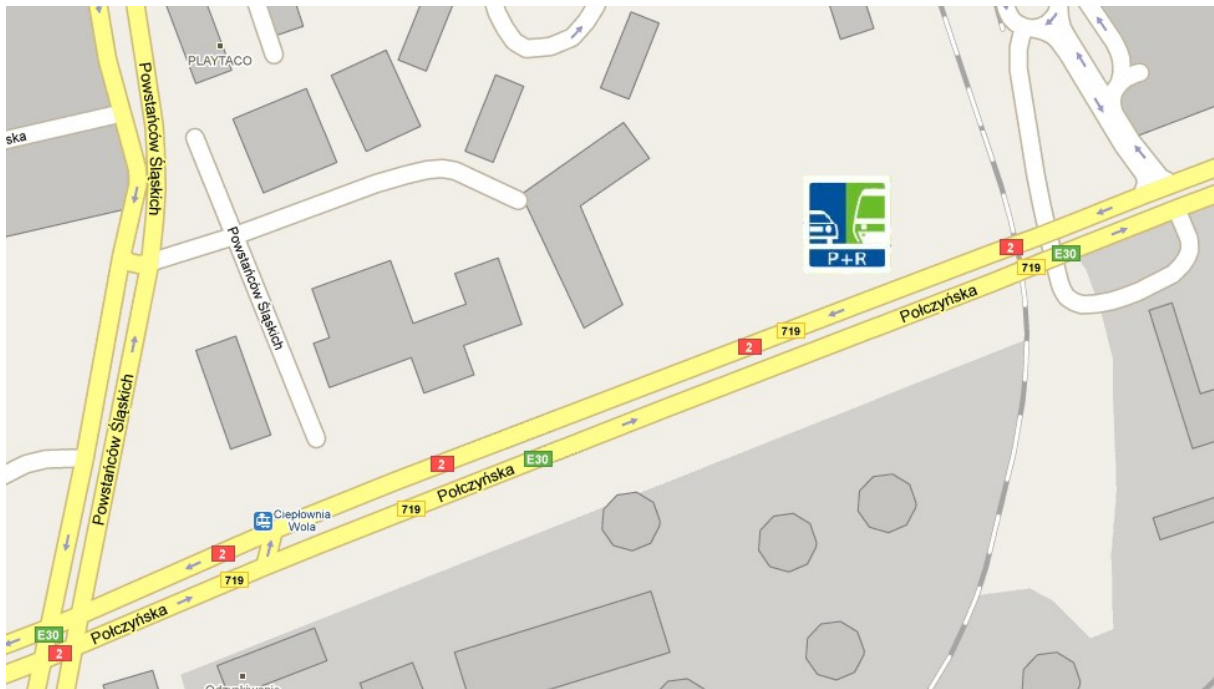 PLAYTACO
Powstańców Śląskich
ska
Powstańców Śląskich
P+R
2
E30
719
Połczyńska
719
2
Powstańców Śląskich
2
E30
Połczyńska
719
Ciepłownia
Wola
2
719
Połczyńska
E30
2